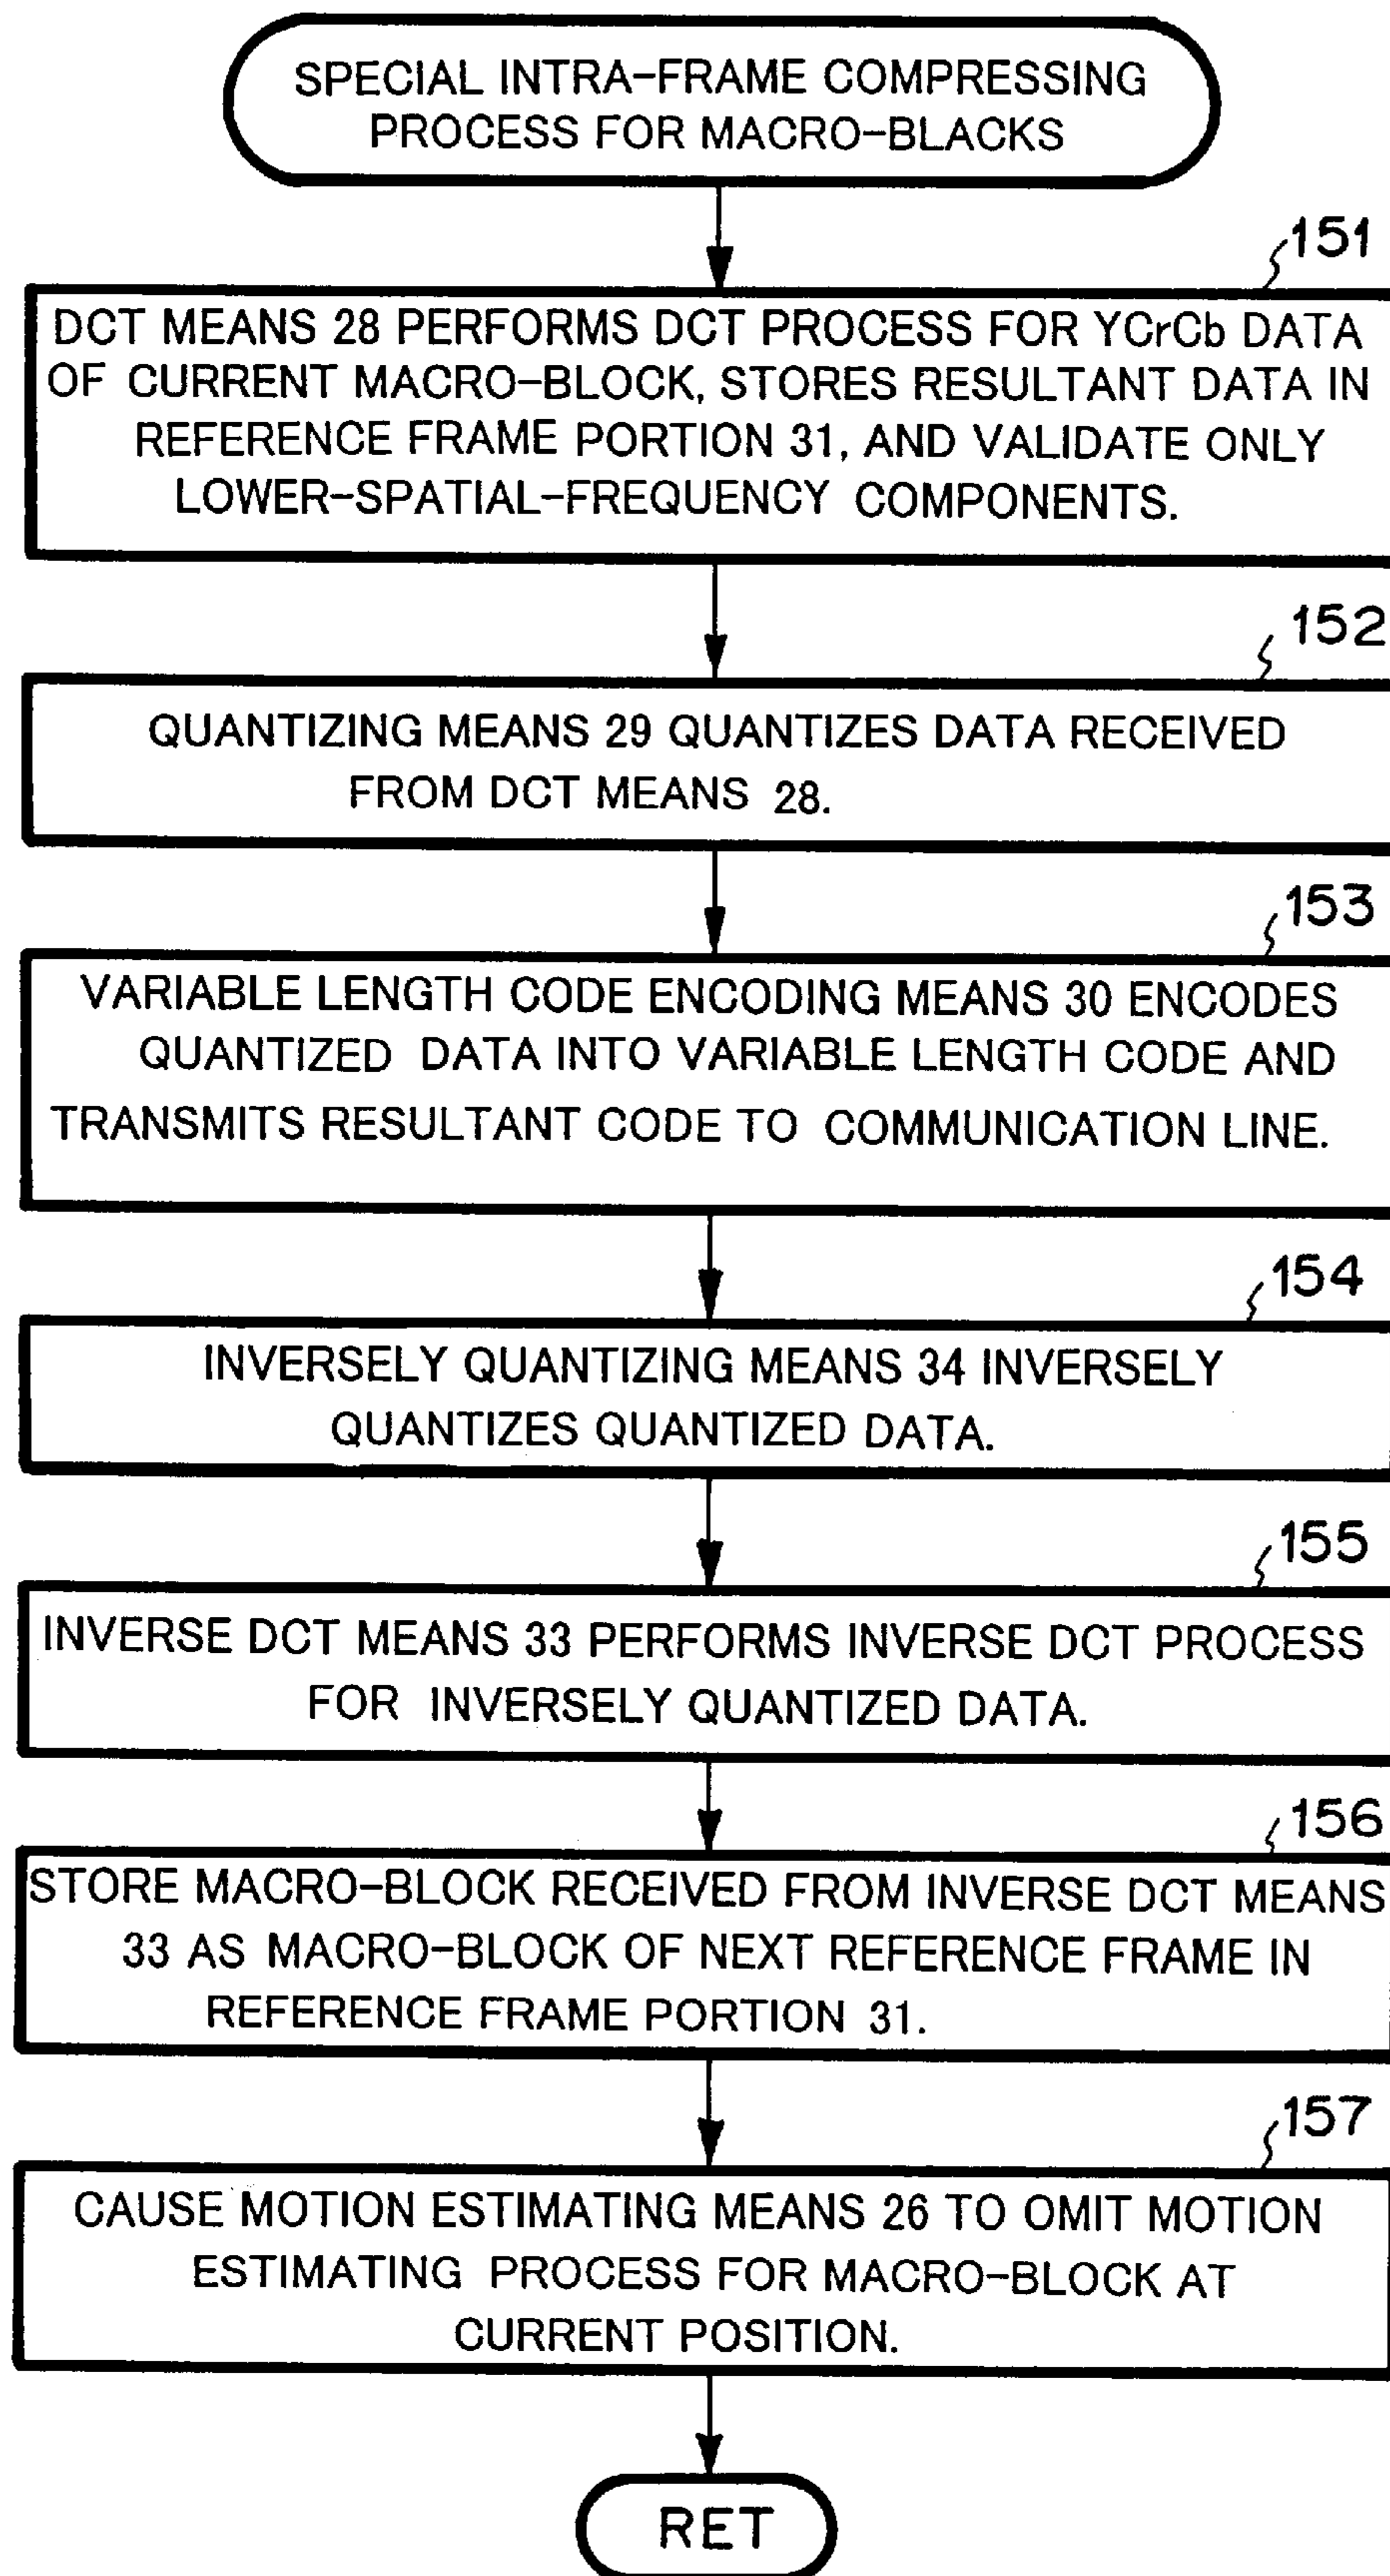 SPECIAL INTRA-FRAME COMPRESSING
PROCESS FOR MACRO-BLACKS
151
DCT MEANS 28 PERFORMS DCT PROCESS FOR YCrCb DATA
OF CURRENT MACRO-BLOCK, STORES RESULTANT DATA IN
REFERENCE FRAME PORTION 31, AND VALIDATE ONLY
LOWER-SPATIAL-FREQUENCY COMPONENTS.
152
QUANTIZING MEANS 29 QUANTIZES DATA RECEIVED
FROM DCT MEANS 28.
153
VARIABLE LENGTH CODE ENCODING MEANS 30 ENCODES
QUANTIZED DATA INTO VARIABLE LENGTH CODE AND
TRANSMITS RESULTANT CODE TO COMMUNICATION LINE.
154
INVERSELY QUANTIZING MEANS 34 INVERSELY
QUANTIZES QUANTIZED DATA.
155
INVERSE DCT MEANS 33 PERFORMS INVERSE DCT PROCESS
FOR INVERSELY QUANTIZED DATA.
156
STORE MACRO-BLOCK RECEIVED FROM INVERSE DCT MEANS
33 AS MACRO-BLOCK OF NEXT REFERENCE FRAME IN
REFERENCE FRAME PORTION 31.
157
CAUSE MOTION ESTIMATING MEANS 26 TO OMIT MOTION
ESTIMATING PROCESS FOR MACRO-BLOCK AT
CURRENT POSITION.
RET